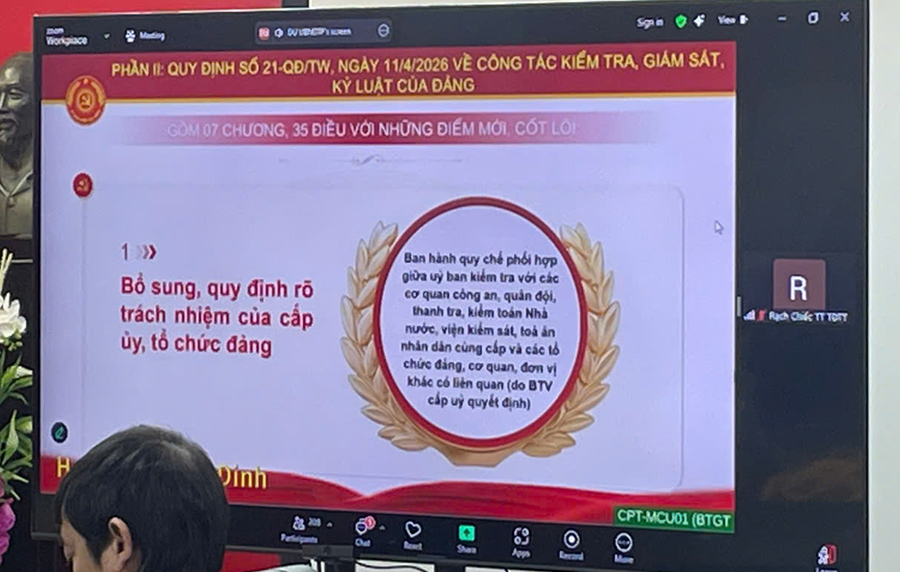 zoom
Workplace
Meeting
Sign in
View
PHẦN II: QUY ĐỊNH SỐ 21-QĐ/TW, NGÀY 11/4/2026 VỀ CÔNG TÁC KIỂM TRA, GIÁM SÁT,
KỶ LUẬT CỦA ĐẢNG
GỒM 07 CHƯƠNG, 35 ĐIỀU VỚI NHỮNG ĐIỂM MỚI, CỐT LÕI
1
Bổ sung, quy định rõ
trách nhiệm của cấp
ủy, tổ chức đảng
Ban hành quy chế phối hợp
giữa uỷ ban kiểm tra với các
cơ quan công an, quân đội,
thanh tra, kiểm toán Nhà
nước, viện kiểm sát, toà án
nhân dân cùng cấp và các tổ
chức đảng, cơ quan, đơn vị
khác có liên quan (do BTV
cấp uỷ quyết định)
R
Rạch Chiếc TT TDTT
H
Dính
CPT-MCU01 (BTGT
Participants
Chat
React
Share
Apps
Record
More